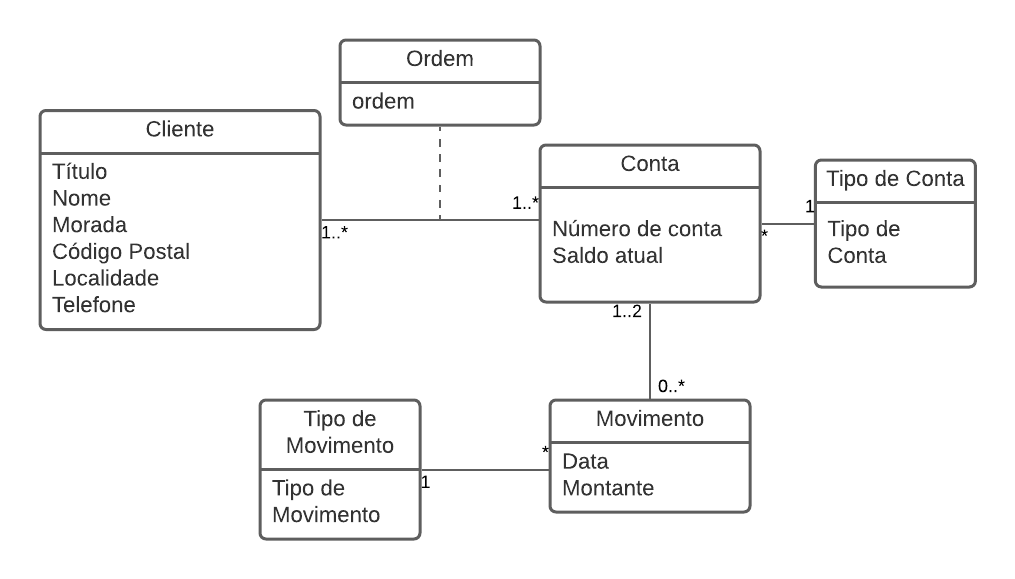 Ordem
ordem
Cliente
Título
Nome
Morada
Código Postal
Localidade
Telefone
1..*
1..*
Conta
Número de conta
Saldo atual
*
1
Tipo de Conta
Tipo de
Conta
1..2
0..*
Tipo de
Movimento
Tipo de
Movimento
1
*
Movimento
Data
Montante